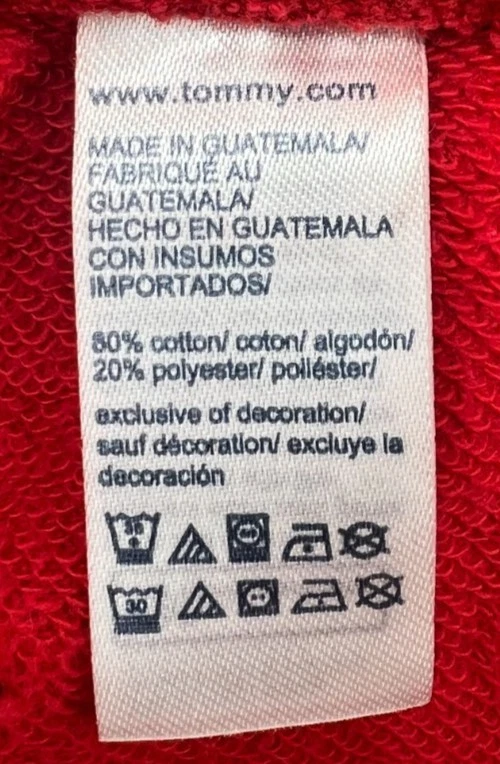 www.tommy.com
MADE IN GUATEMALA/
FABRIQUÉ AU
GUATEMALA/
HECHO EN GUATEMALA
CON INSUMOS
IMPORTADOS/
80% cotton/ coton/ algodón/
20% polyester/ poliéster/
exclusive of decoration/
sauf décoration/ excluye la
decoración
30